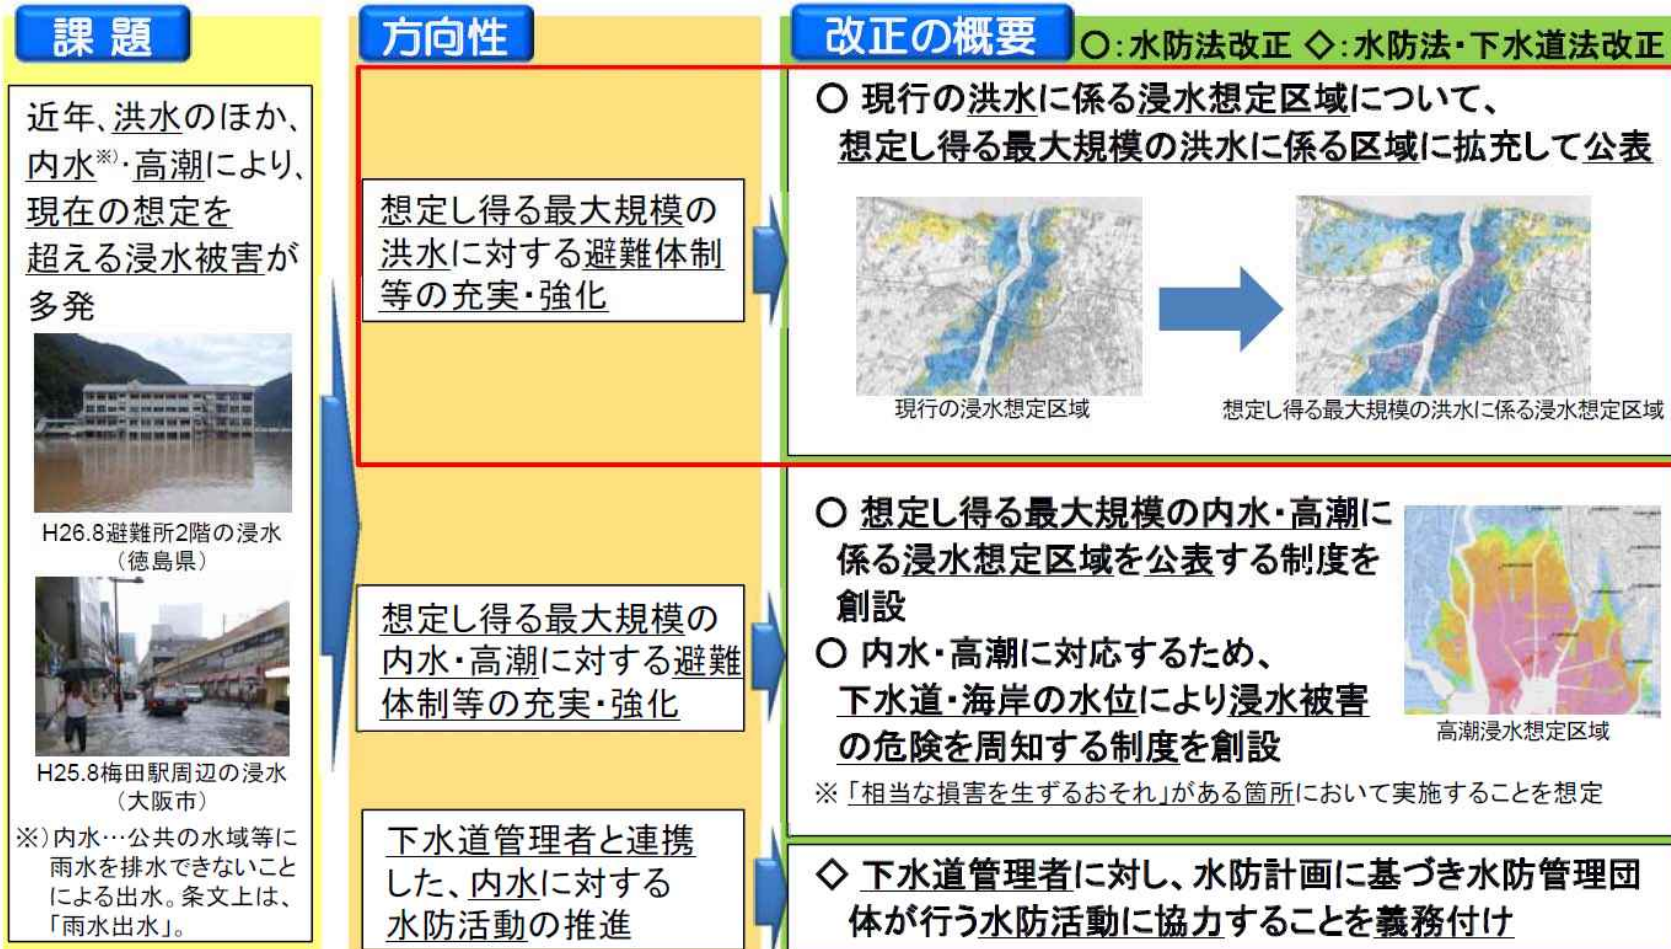 課題
近年、洪水のほか、
内水※)・高潮により、
現在の想定を
超える浸水被害が
多発
H26.8避難所2階の浸水
（徳島県）
H25.8梅田駅周辺の浸水
（大阪市）
※）内水…公共の水域等に
雨水を排水できないこと
による出水。条文上は、
「雨水出水」。
方向性
想定し得る最大規模の
洪水に対する避難体制
等の充実・強化
想定し得る最大規模の
内水・高潮に対する避難
体制等の充実・強化
下水道管理者と連携
した、内水に対する
水防活動の推進
改正の概要 〇：水防法改正 ◇：水防法・下水道法改正
〇 現行の洪水に係る浸水想定区域について、
想定し得る最大規模の洪水に係る区域に拡充して公表
現行の浸水想定区域
想定し得る最大規模の洪水に係る浸水想定区域
〇 想定し得る最大規模の内水・高潮に
係る浸水想定区域を公表する制度を
創設
〇 内水・高潮に対応するため、
下水道・海岸の水位により浸水被害
の危険を周知する制度を創設
高潮浸水想定区域
※「相当な損害を生ずるおそれ」がある箇所において実施することを想定
◇ 下水道管理者に対し、水防計画に基づき水防管理団
体が行う水防活動に協力することを義務付け